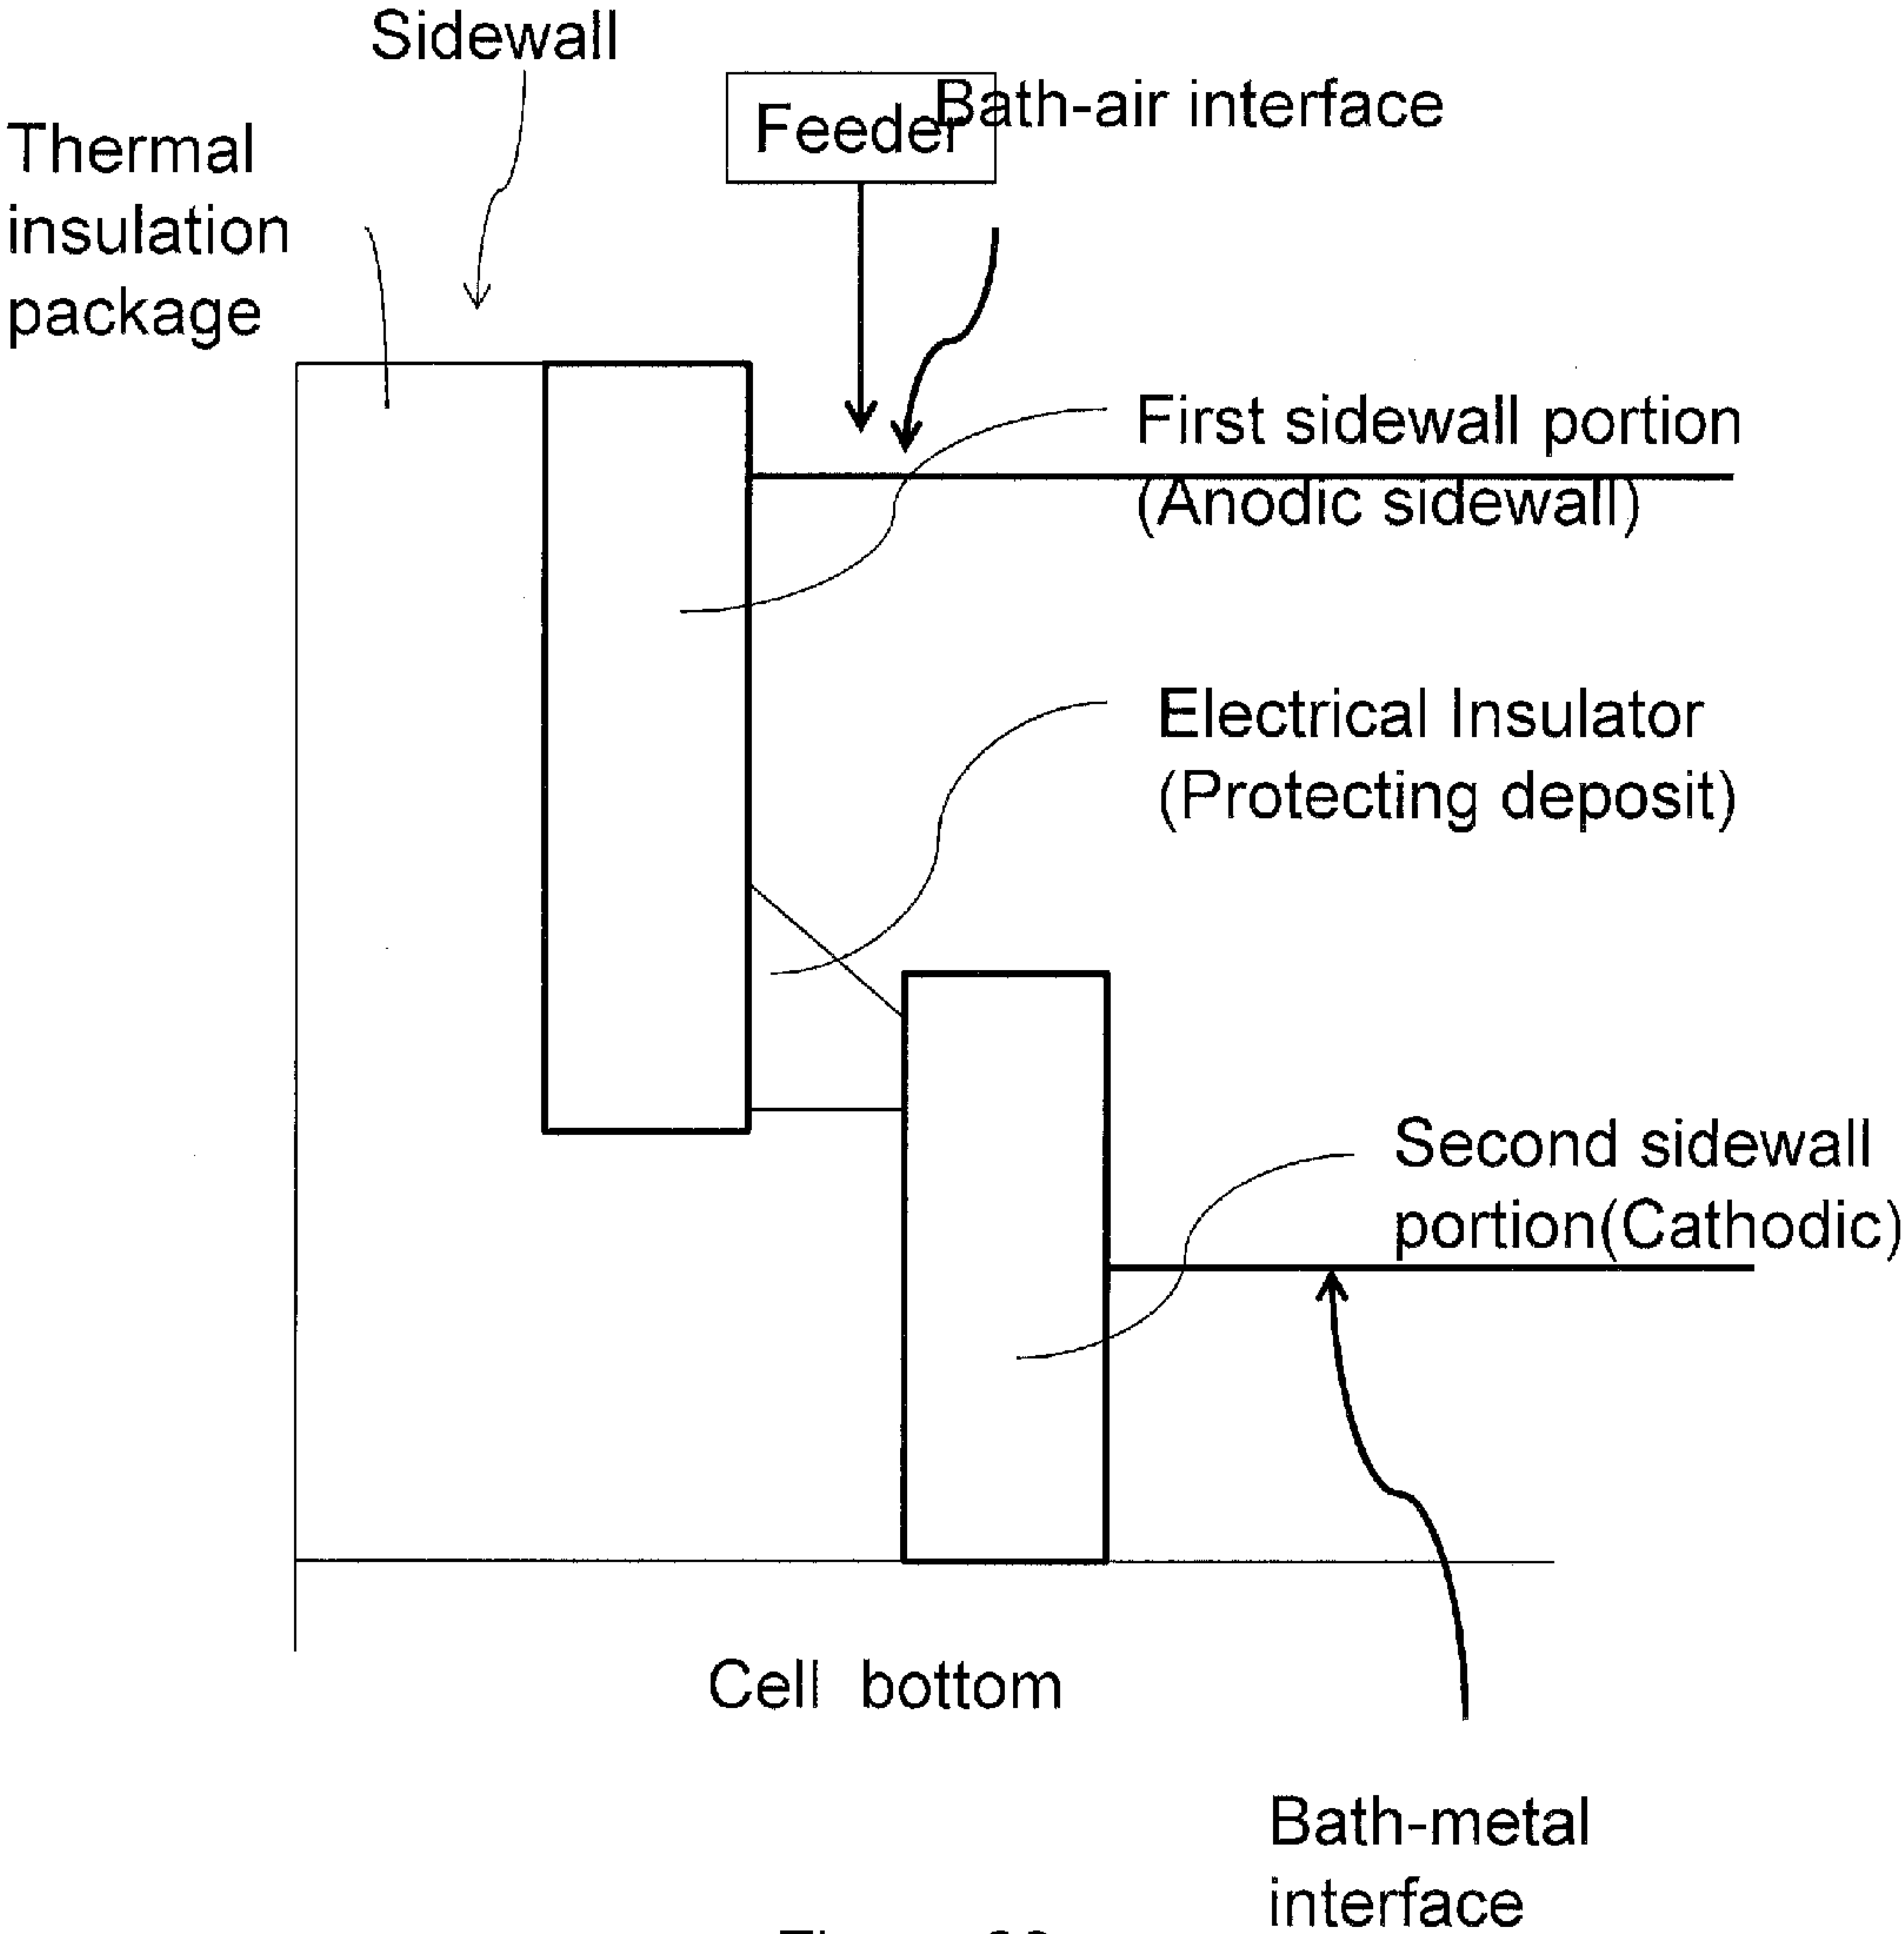 Sidewall
Feeder
Bath-air interface
Thermal
insulation
package
First sidewall portion
(Anodic sidewall)
Electrical Insulator
(Protecting deposit)
Second sidewall
portion(Cathodic)
Cell bottom
Bath-metal
interface